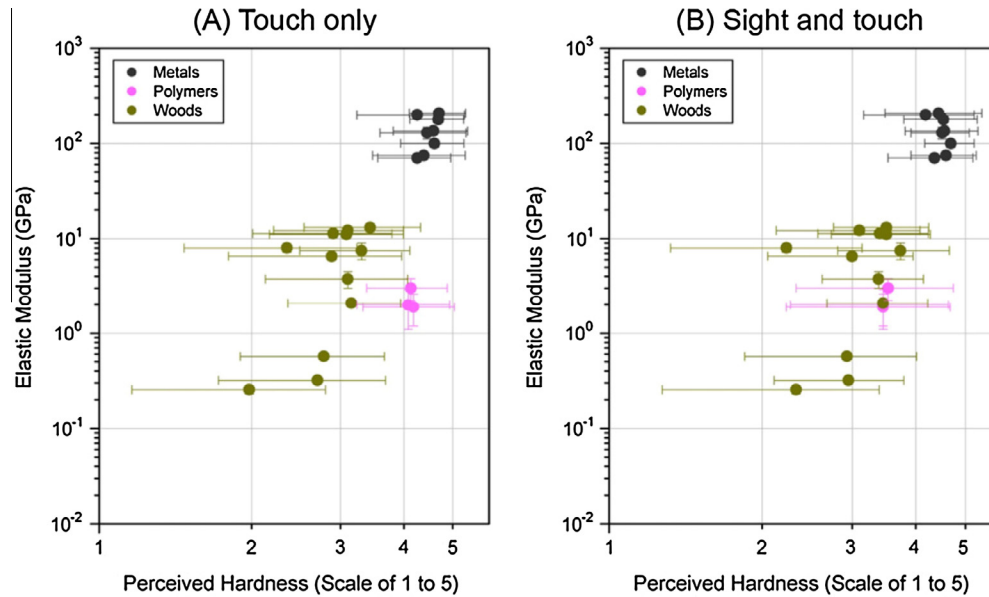 (A) Touch only
(B) Sight and touch
10³
10²
10¹
10⁰
10⁻¹
10⁻²
Elastic Modulus (GPa)
Metals
Polymers
Woods
1 2 3 4 5
Perceived Hardness (Scale of 1 to 5)
10³
10²
10¹
10⁰
10⁻¹
10⁻²
Elastic Modulus (GPa)
Metals
Polymers
Woods
1 2 3 4 5
Perceived Hardness (Scale of 1 to 5)